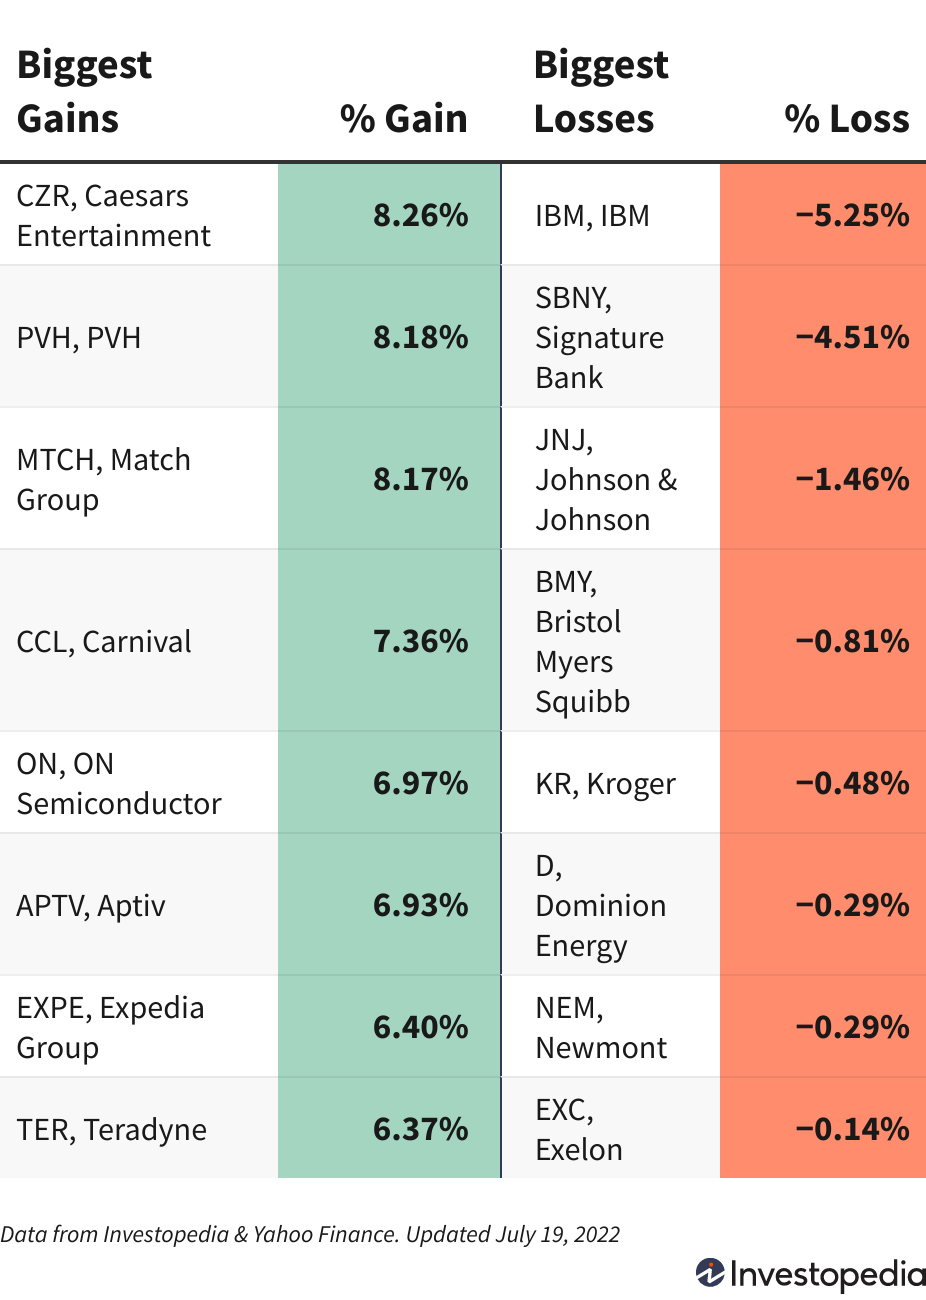 Biggest
Gains
% Gain
Biggest
Losses
% Loss
CZR, Caesars
Entertainment
8.26%
IBM, IBM
−5.25%
PVH, PVH
8.18%
SBNY,
Signature
Bank
−4.51%
MTCH, Match
Group
8.17%
JNJ,
Johnson &
Johnson
−1.46%
CCL, Carnival
7.36%
BMY,
Bristol
Myers
Squibb
−0.81%
ON, ON
Semiconductor
6.97%
KR, Kroger
−0.48%
APTV, Aptiv
6.93%
D,
Dominion
Energy
−0.29%
EXPE, Expedia
Group
6.40%
NEM,
Newmont
−0.29%
TER, Teradyne
6.37%
EXC,
Exelon
−0.14%
Data from Investopedia & Yahoo Finance. Updated July 19, 2022
Investopedia